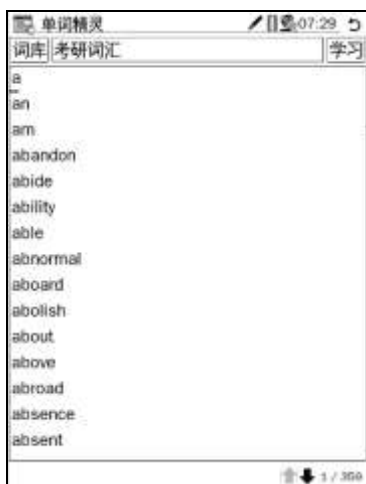 单词精灵 07:29
词库 考研词汇 学习
a
an
am
abandon
abide
ability
able
abnormal
aboard
abolish
about
above
abroad
absence
absent
1 / 359